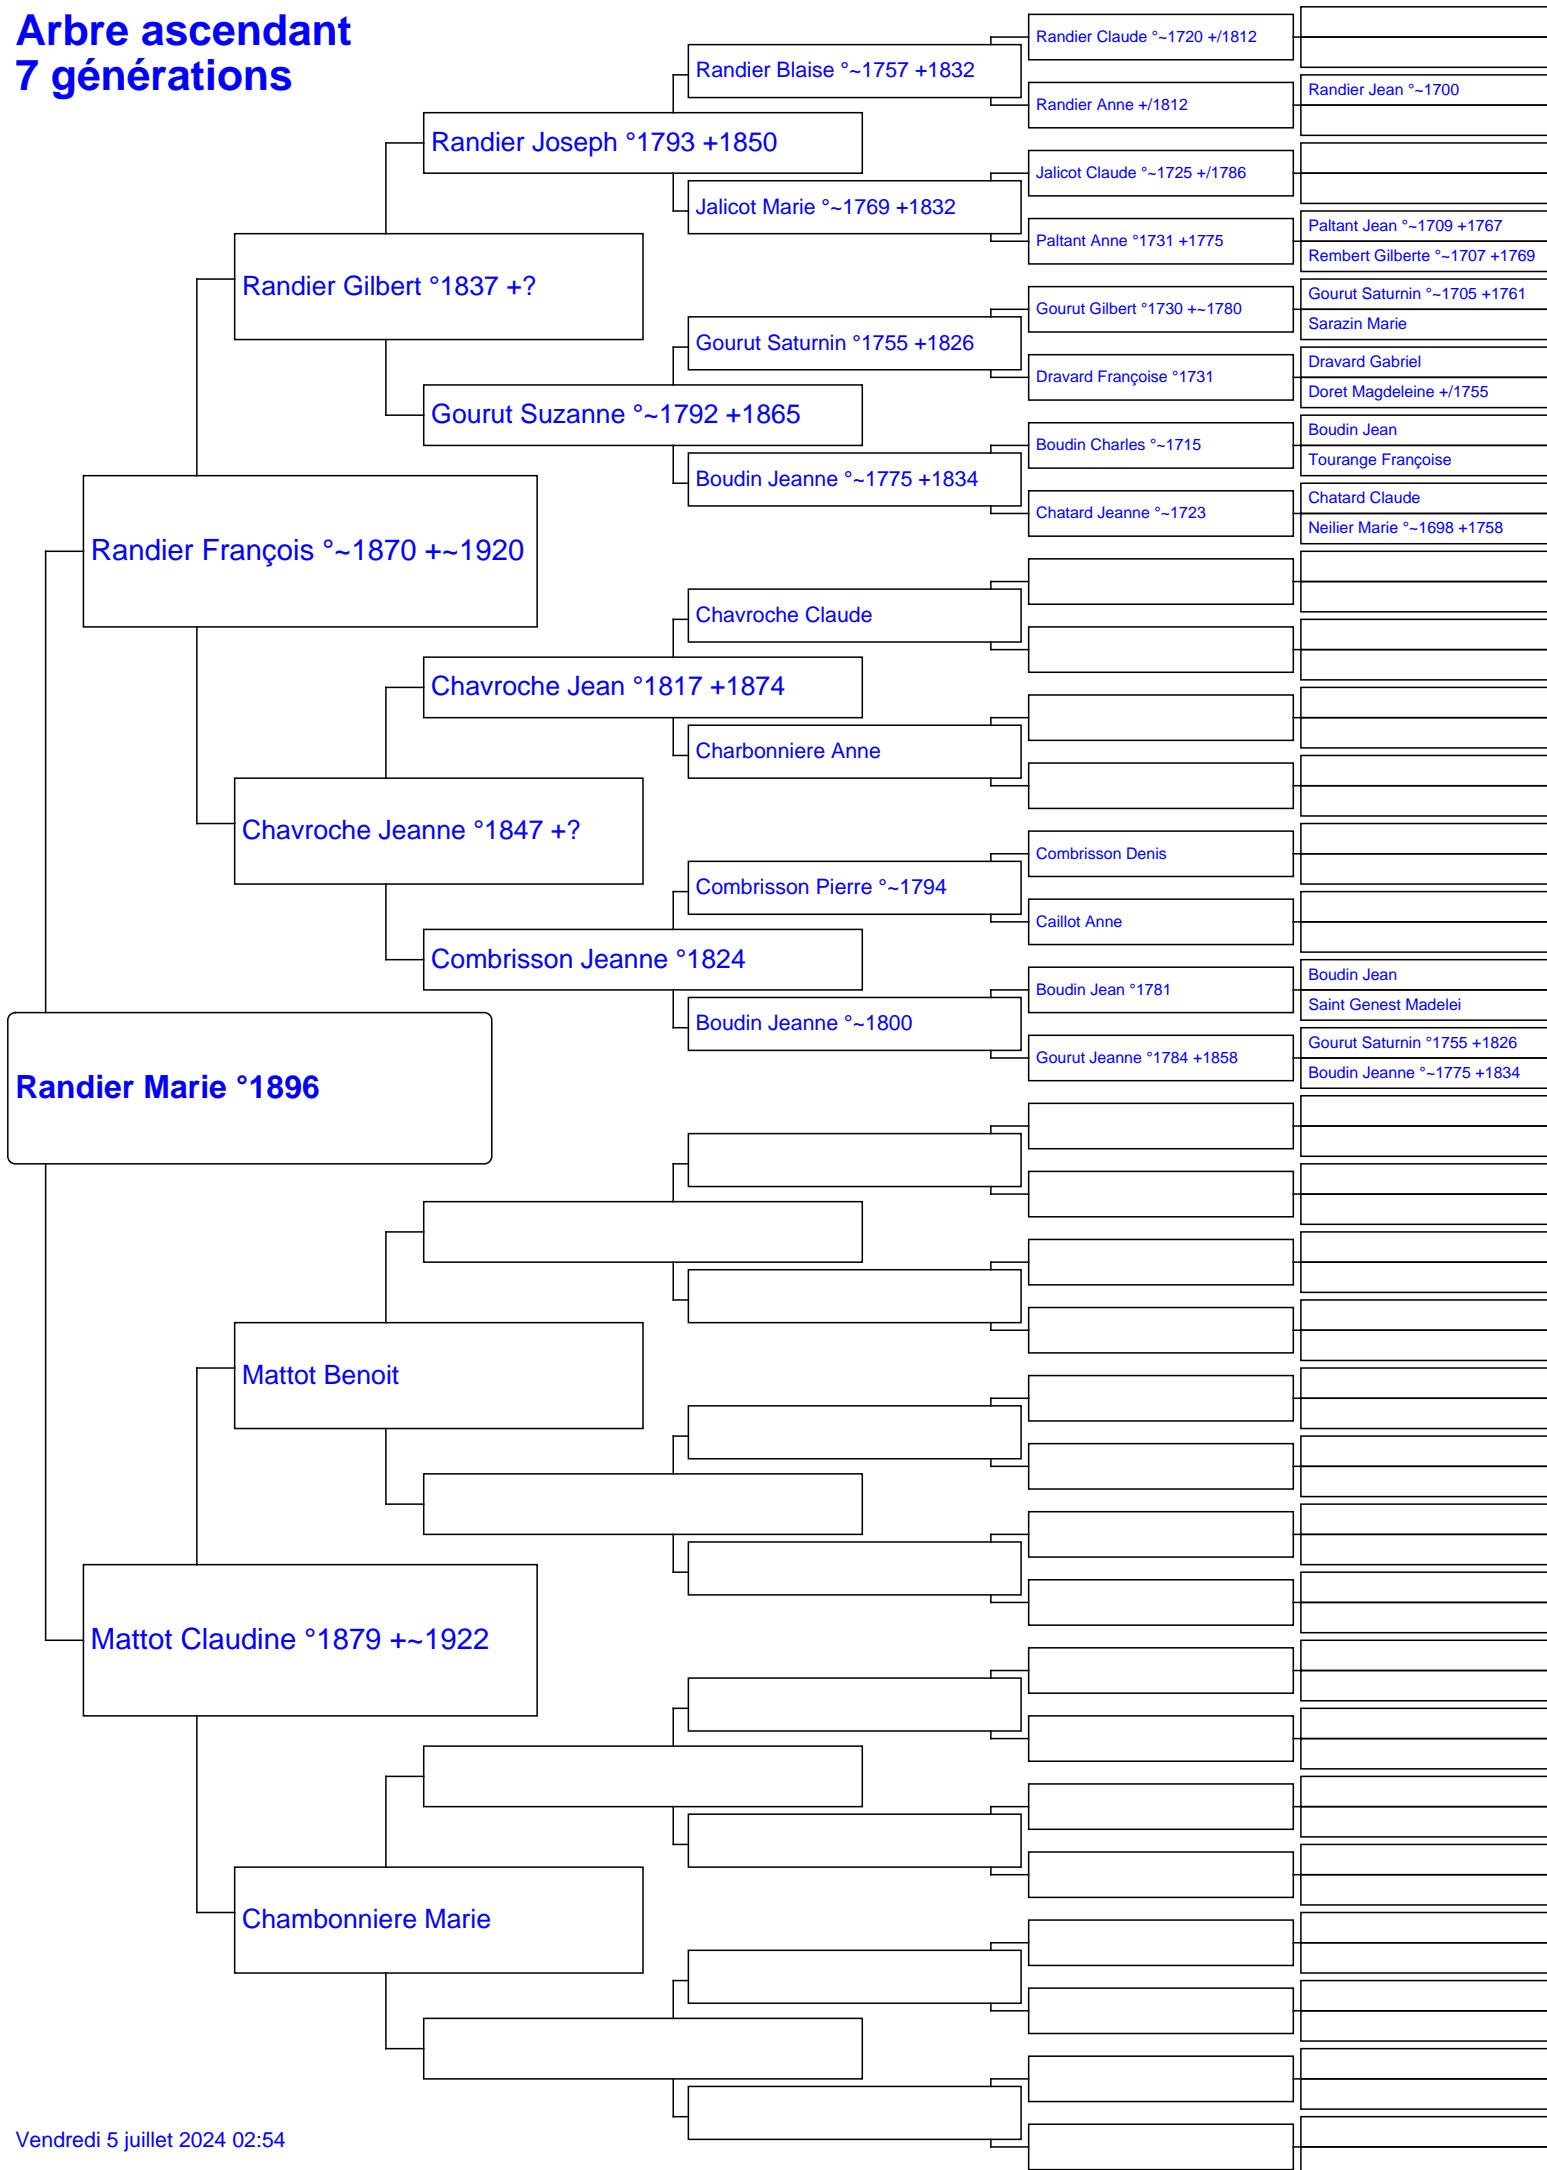 Arbre ascendant
7 générations
Randier Marie °1896
Randier François °~1870 +~1920
Mattot Claudine °1879 +~1922
Randier Gilbert °1837 +?
Chavroche Jeanne °1847 +?
Mattot Benoit
Chambonniere Marie
Randier Joseph °1793 +1850
Gourut Suzanne °~1792 +1865
Chavroche Jean °1817 +1874
Combrisson Jeanne °1824
Randier Blaise °~1757 +1832
Jalicot Marie °~1769 +1832
Gourut Saturnin °1755 +1826
Boudin Jeanne °~1775 +1834
Chavroche Claude
Charbonniere Anne
Combrisson Pierre °~1794
Boudin Jeanne °~1800
Randier Claude °~1720 +/1812
Randier Anne +/1812
Jalicot Claude °~1725 +/1786
Paltant Anne °1731 +1775
Gourut Gilbert °1730 +~1780
Dravard Françoise °1731
Boudin Charles °~1715
Chatard Jeanne °~1723
Combrisson Denis
Caillot Anne
Boudin Jean °1781
Gourut Jeanne °1784 +1858
Randier Jean °~1700
Paltant Jean °~1709 +1767
Rembert Gilberte °~1707 +1769
Gourut Saturnin °~1705 +1761
Sarazin Marie
Dravard Gabriel
Doret Magdeleine +/1755
Boudin Jean
Tourange Françoise
Chatard Claude
Neilier Marie °~1698 +1758
Boudin Jean
Saint Genest Madelei
Gourut Saturnin °1755 +1826
Boudin Jeanne °~1775 +1834
Vendredi 5 juillet 2024 02:54